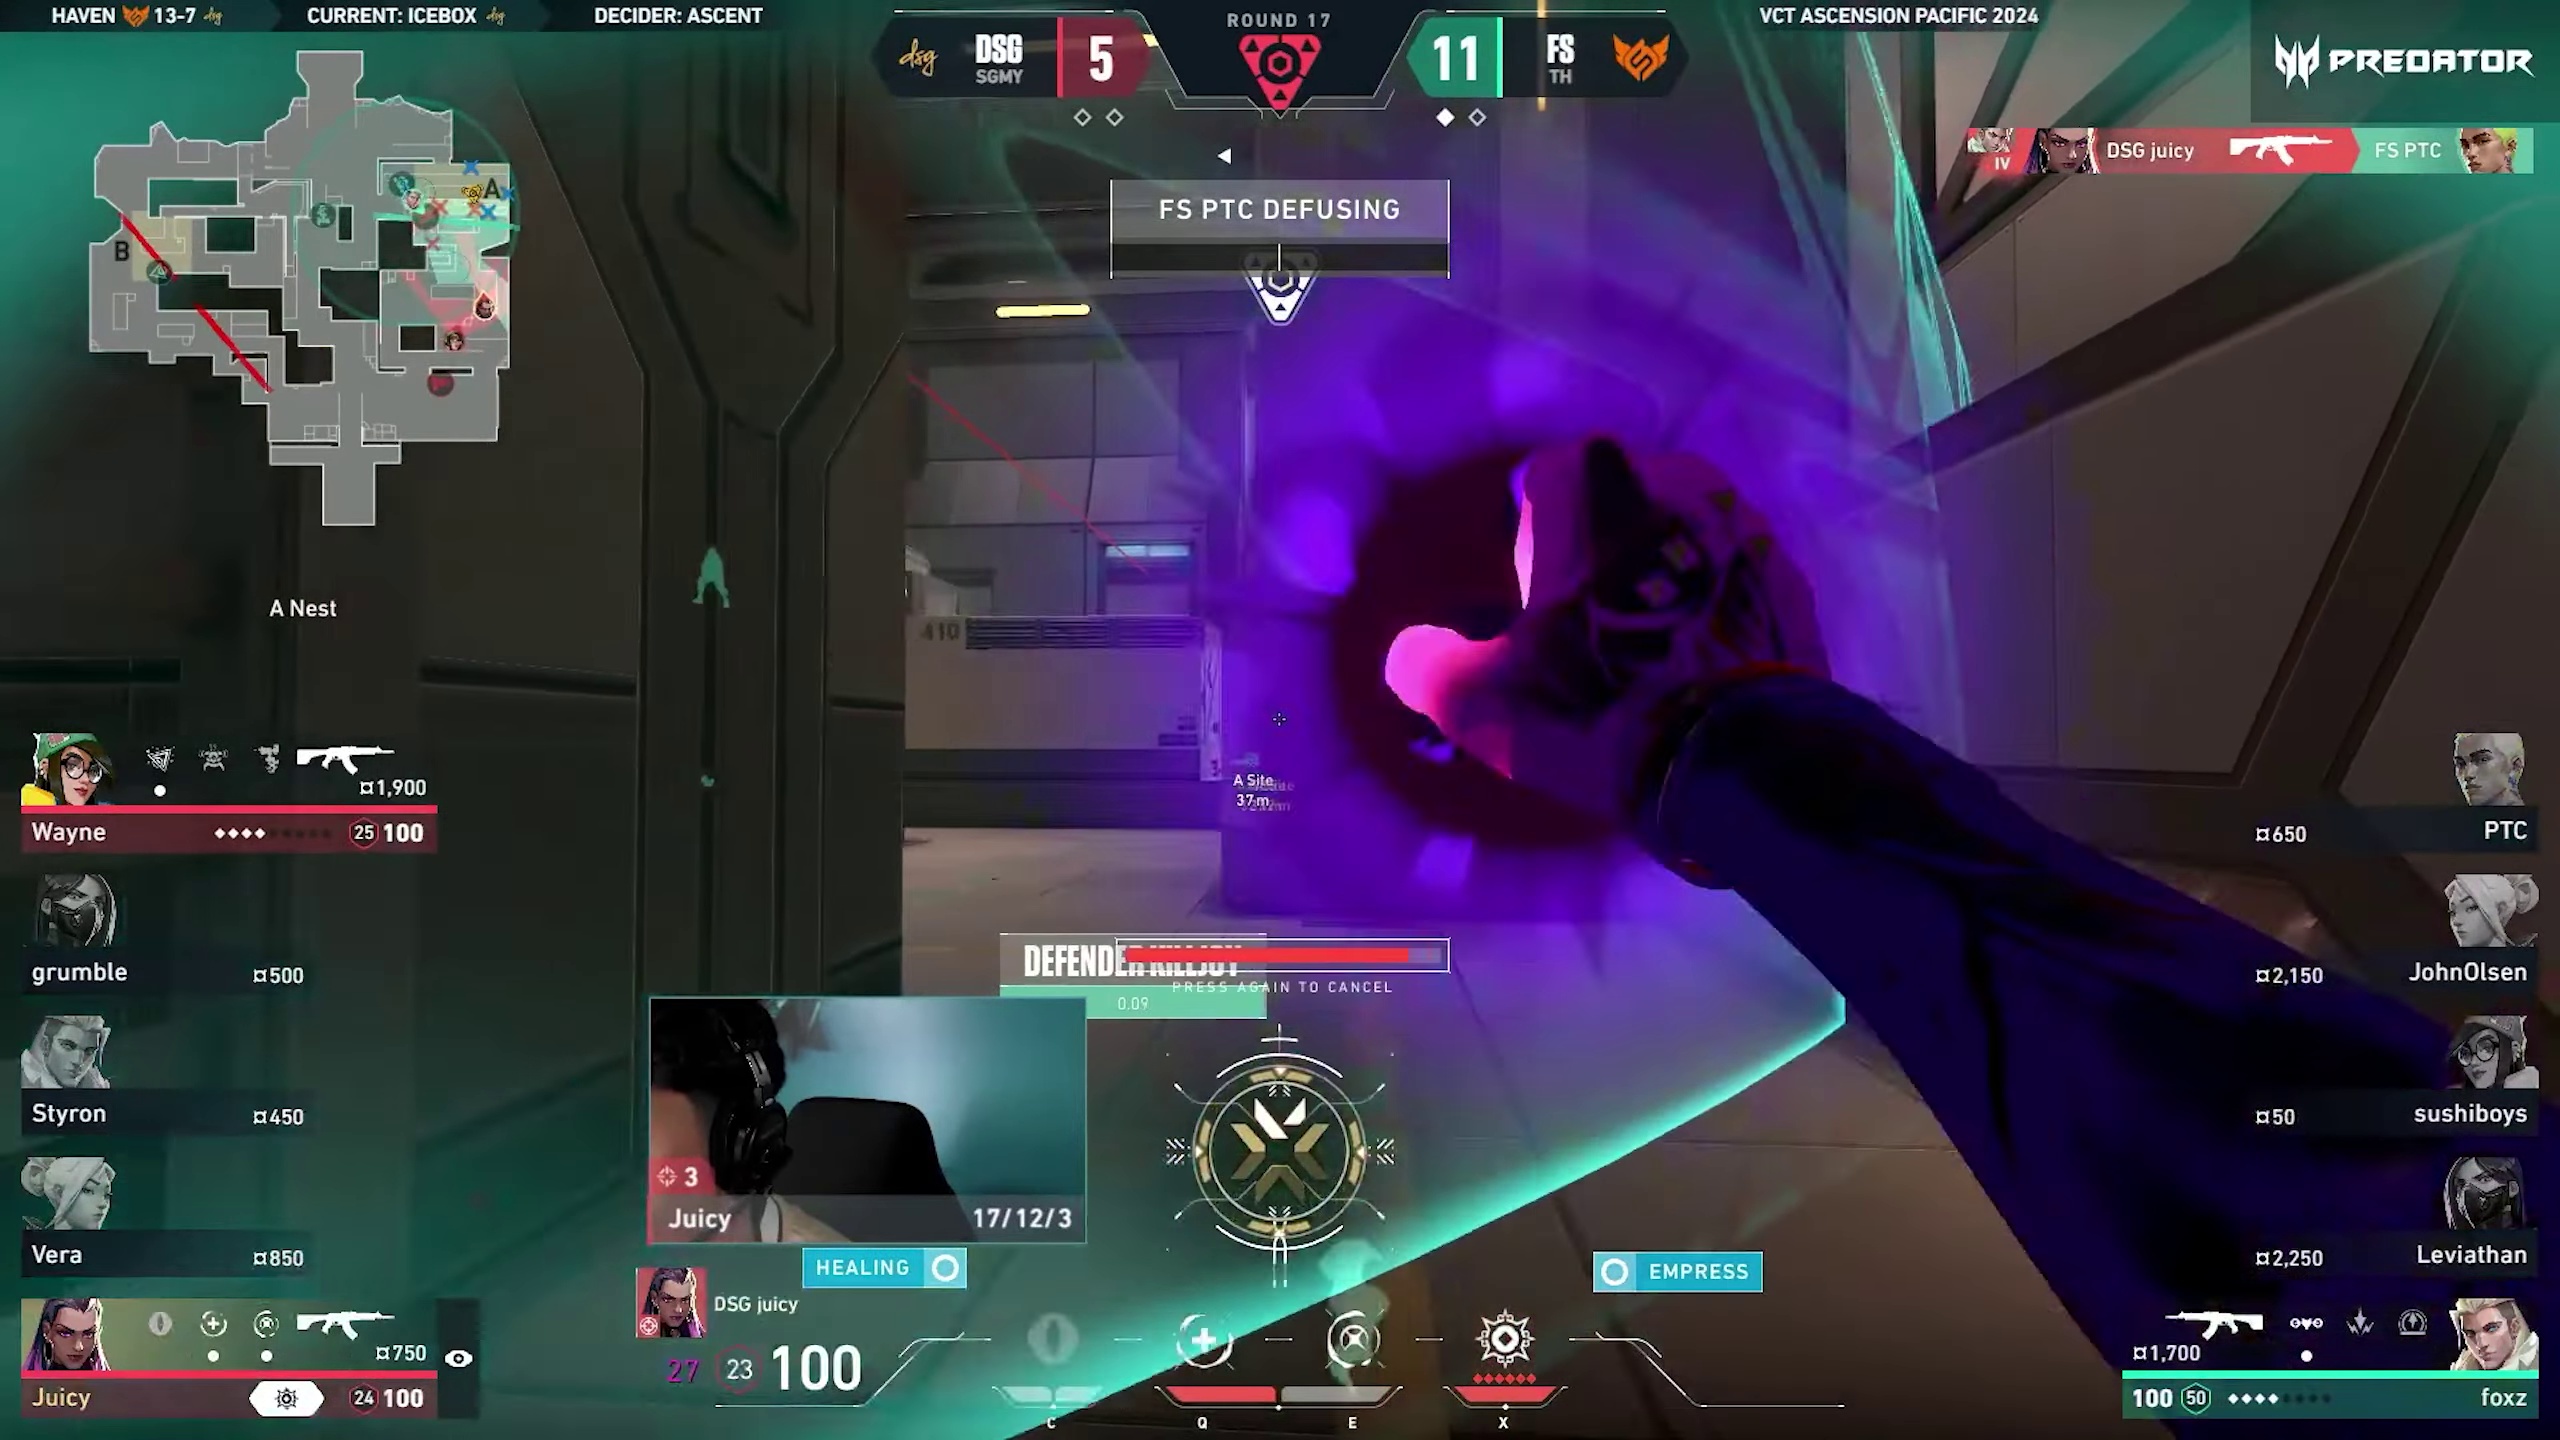 HAVEN 13-7 dsg
CURRENT: ICEBOX dsg
DECIDER: ASCENT
dsg DSG SGMY 5
ROUND 17
11 FS TH
VCT ASCENSION PACIFIC 2024
PREDATOR
IV DSG juicy FS PTC
FS PTC DEFUSING
A
B
A Nest
410
A Site
37m
Wayne 25 100
¤1,900
grumble ¤500
Styron ¤450
Vera ¤850
¤750
Juicy 24 100
PTC
¤650
JohnOlsen
¤2,150
sushiboys
¤50
Leviathan
¤2,250
¤1,700
100 50 foxz
DEFENDER KILLJOY
PRESS AGAIN TO CANCEL
0.09
3
Juicy 17/12/3
HEALING
EMPRESS
DSG juicy
27 23 100
C Q E X